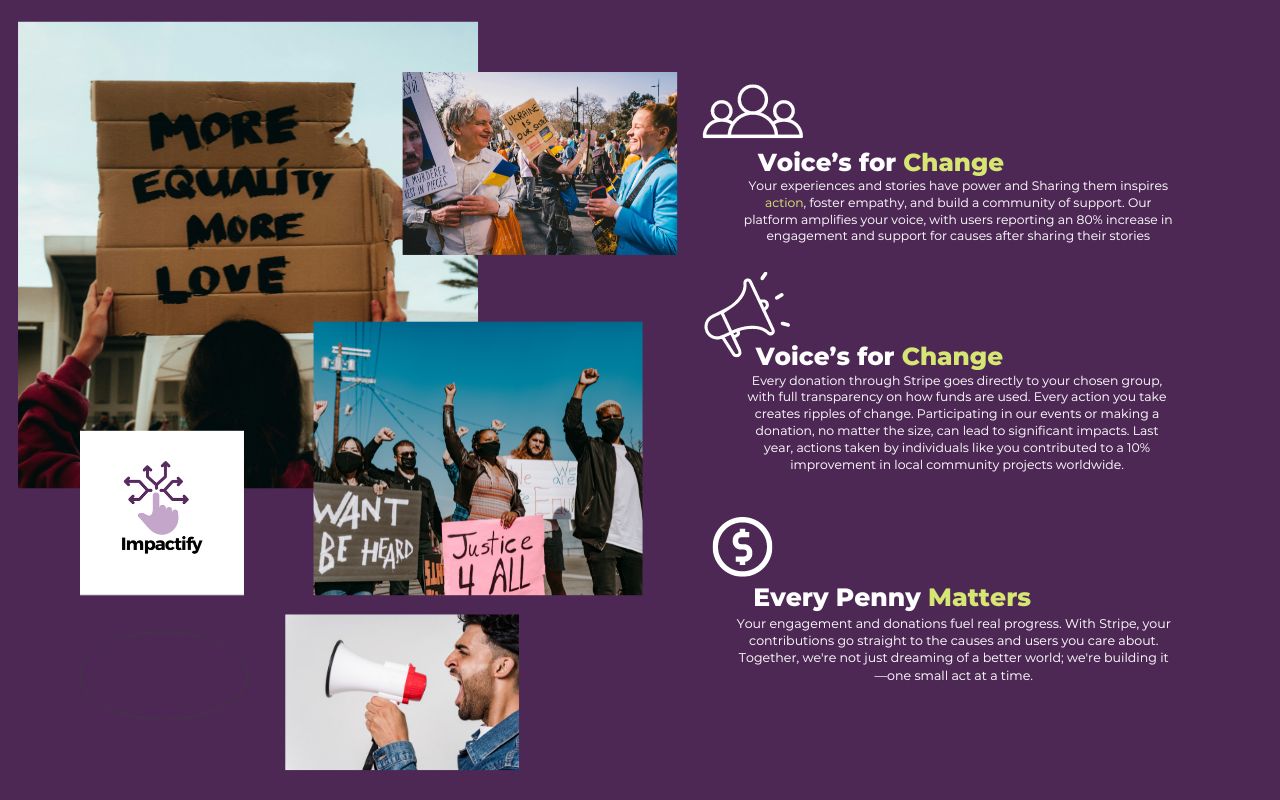 MORE
EQUALITY
MORE
LOVE
A MURDERER
UKRAINE
IS
OUR
WANT
BE HEARD
Justice
4 ALL
We
are
Impactify
Voice’s for Change
Your experiences and stories have power and Sharing them inspires
action, foster empathy, and build a community of support. Our
platform amplifies your voice, with users reporting an 80% increase in
engagement and support for causes after sharing their stories
Voice’s for Change
Every donation through Stripe goes directly to your chosen group,
with full transparency on how funds are used. Every action you take
creates ripples of change. Participating in our events or making a
donation, no matter the size, can lead to significant impacts. Last
year, actions taken by individuals like you contributed to a 10%
improvement in local community projects worldwide.
Every Penny Matters
Your engagement and donations fuel real progress. With Stripe, your
contributions go straight to the causes and users you care about.
Together, we're not just dreaming of a better world; we're building it
—one small act at a time.